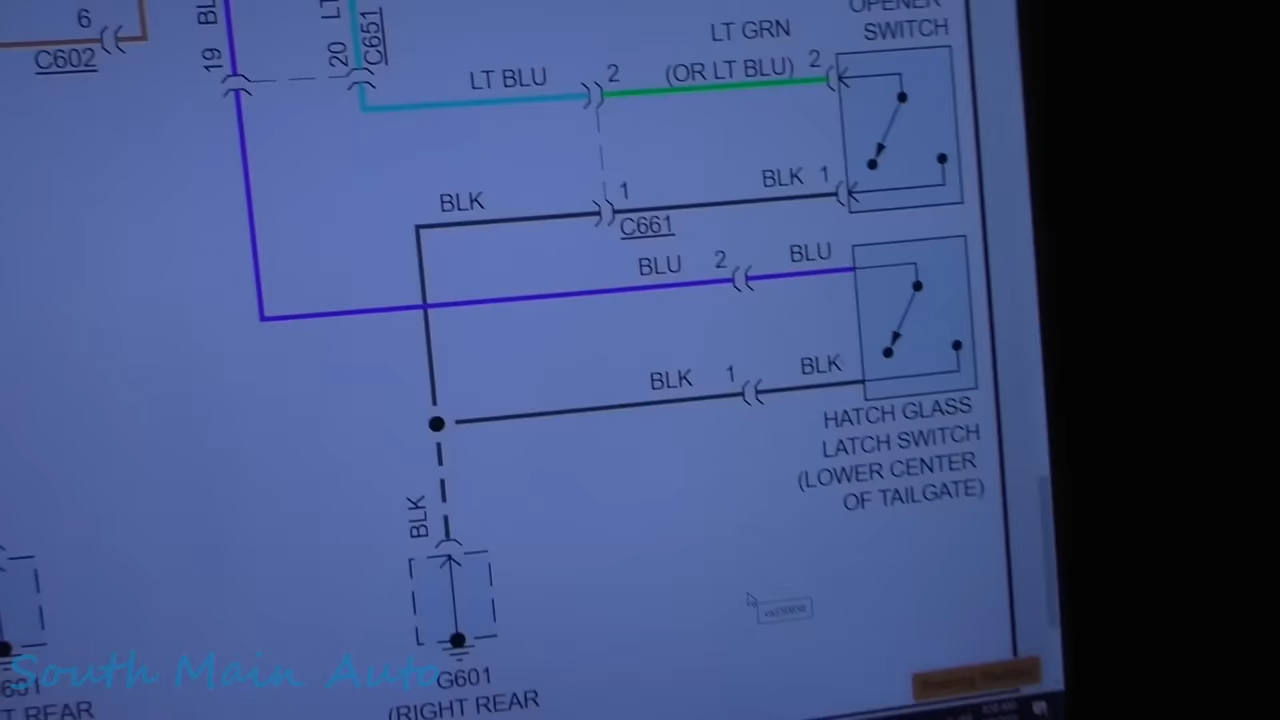 6
C602
BL
19
LT
20
C651
OPENER
SWITCH
LT GRN
(OR LT BLU)
2
LT BLU
2
BLK
1
BLK
1
C661
BLU
2
BLU
BLK
1
BLK
HATCH GLASS
LATCH SWITCH
(LOWER CENTER
OF TAILGATE)
BLK
G601
(RIGHT REAR
601
T REAR
South Main Auto